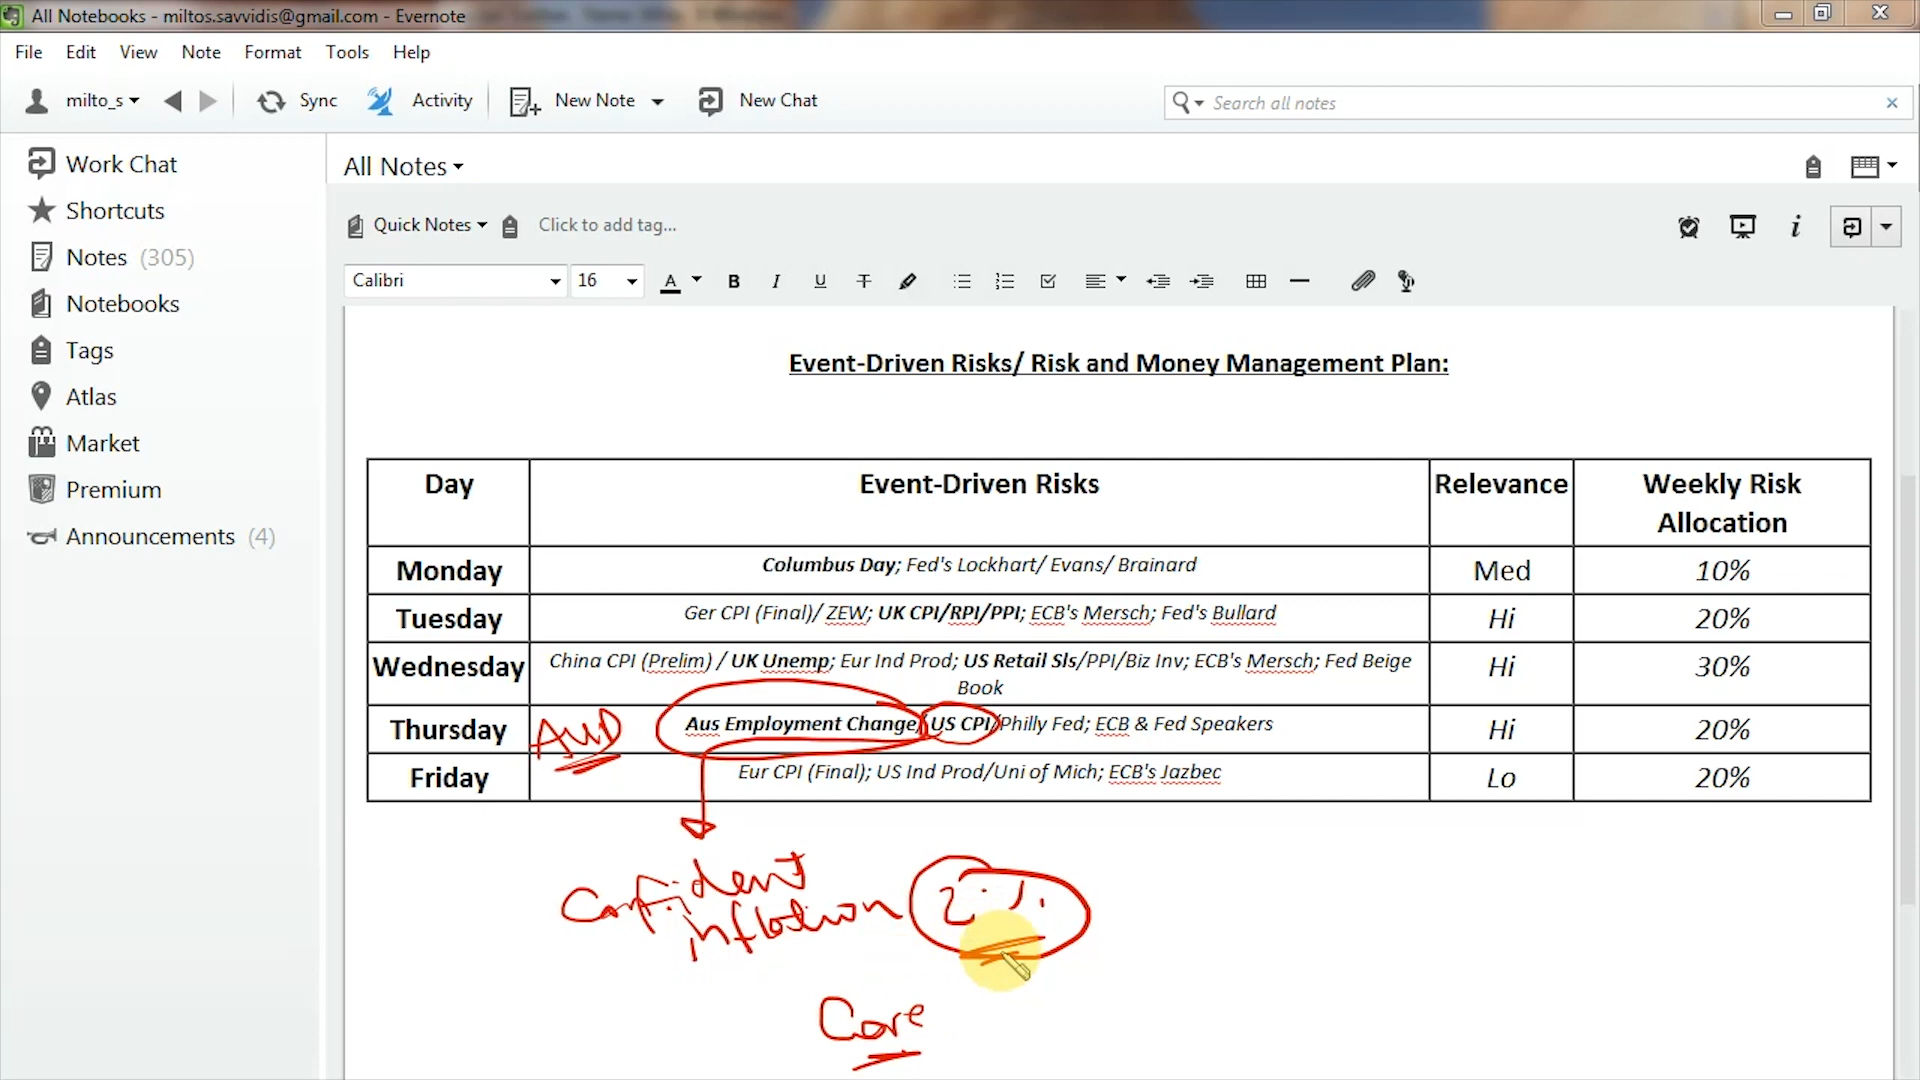 All Notebooks - miltos.savvidis@gmail.com - Evernote
File Edit View Note Format Tools Help
milto_s Sync Activity New Note New Chat Search all notes
Work Chat
Shortcuts
Notes (305)
Notebooks
Tags
Atlas
Market
Premium
Announcements (4)
All Notes
Quick Notes Click to add tag...
Calibri 16 A B I U T
Event-Driven Risks/ Risk and Money Management Plan:
Day Event-Driven Risks Relevance Weekly Risk
Allocation
Monday Columbus Day; Fed's Lockhart/ Evans/ Brainard Med 10%
Tuesday Ger CPI (Final)/ ZEW; UK CPI/RPI/PPI; ECB's Mersch; Fed's Bullard Hi 20%
Wednesday China CPI (Prelim) / UK Unemp; Eur Ind Prod; US Retail Sls/PPI/Biz Inv; ECB's Mersch; Fed Beige Hi 30%
Book
Thursday AUD Aus Employment Change/ US CPI/Philly Fed; ECB & Fed Speakers Hi 20%
Friday Eur CPI (Final); US Ind Prod/Uni of Mich; ECB's Jazbec Lo 20%
Confident
inflation 2%
Core